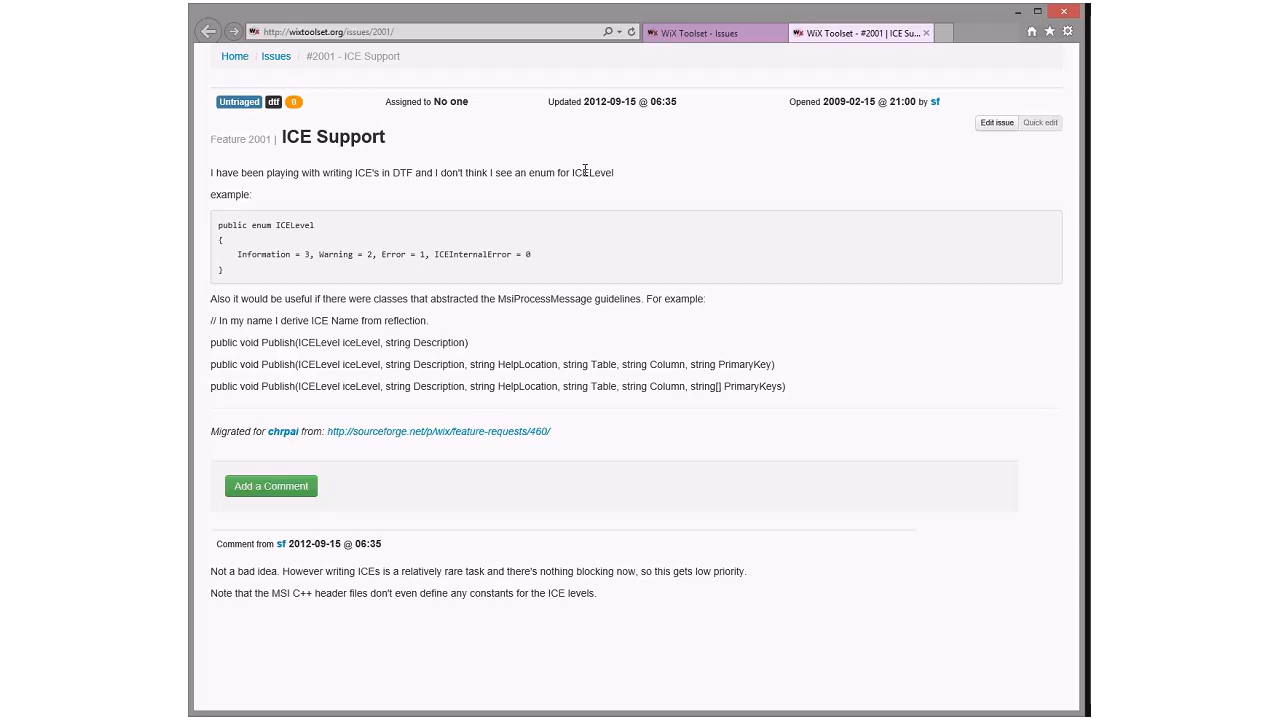 http://wixtoolset.org/issues/2001/
WiX Toolset - Issues
WiX Toolset - #2001 | ICE Su...
Home / Issues / #2001 - ICE Support
Untriaged dtf 0
Assigned to No one
Updated 2012-09-15 @ 06:35
Opened 2009-02-15 @ 21:00 by sf
Edit issue Quick edit
Feature 2001 | ICE Support
I have been playing with writing ICE's in DTF and I don't think I see an enum for ICELevel
example:
public enum ICELevel
{
Information = 3, Warning = 2, Error = 1, ICEInternalError = 0
}
Also it would be useful if there were classes that abstracted the MsiProcessMessage guidelines. For example:
// In my name I derive ICE Name from reflection.
public void Publish(ICELevel iceLevel, string Description)
public void Publish(ICELevel iceLevel, string Description, string HelpLocation, string Table, string Column, string PrimaryKey)
public void Publish(ICELevel iceLevel, string Description, string HelpLocation, string Table, string Column, string[] PrimaryKeys)
Migrated for chrpai from: http://sourceforge.net/p/wix/feature-requests/460/
Add a Comment
Comment from sf 2012-09-15 @ 06:35
Not a bad idea. However writing ICEs is a relatively rare task and there's nothing blocking now, so this gets low priority.
Note that the MSI C++ header files don't even define any constants for the ICE levels.